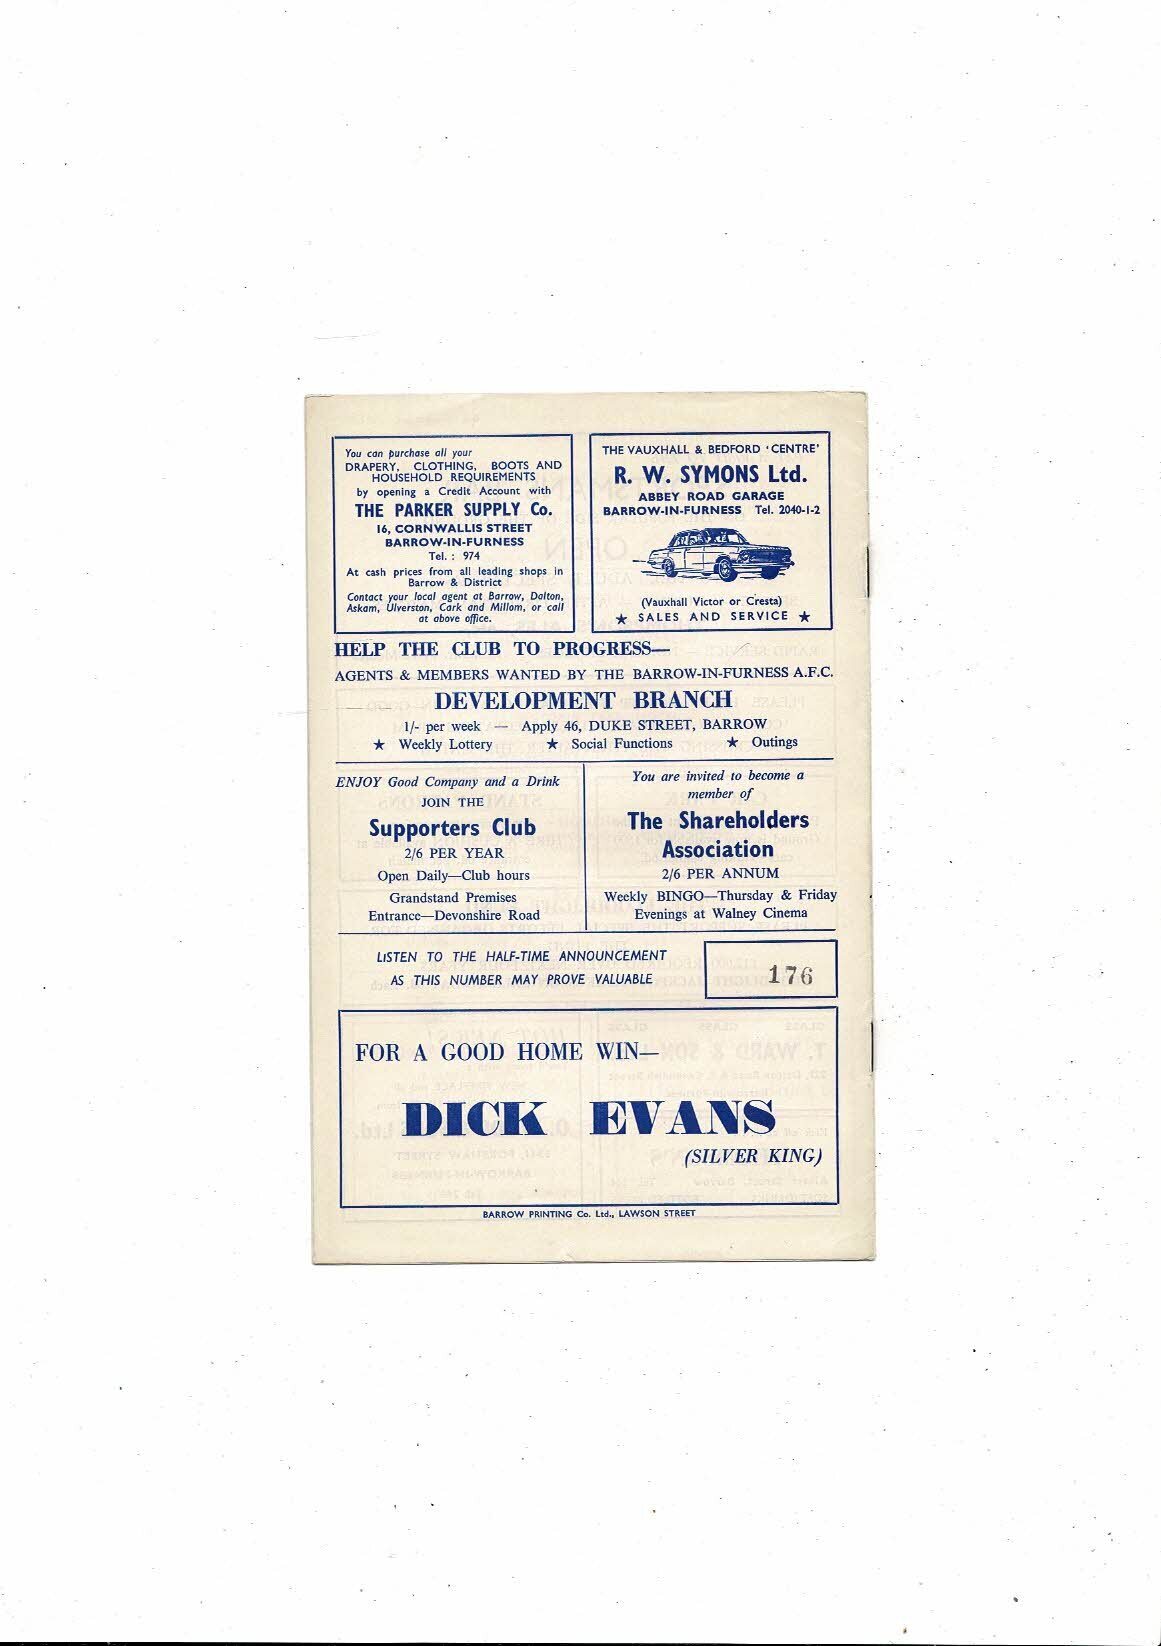 You can purchase all your
DRAPERY, CLOTHING, BOOTS AND
HOUSEHOLD REQUIREMENTS
by opening a Credit Account with
THE PARKER SUPPLY Co.
16, CORNWALLIS STREET
BARROW-IN-FURNESS
Tel. : 974
At cash prices from all leading shops in
Barrow & District
Contact your local agent at Barrow, Dalton,
Askam, Ulverston, Cark and Millom, or call
at above office.
THE VAUXHALL & BEDFORD 'CENTRE'
R. W. SYMONS Ltd.
ABBEY ROAD GARAGE
BARROW-IN-FURNESS Tel. 2040-1-2
(Vauxhall Victor or Cresta)
★ SALES AND SERVICE ★
HELP THE CLUB TO PROGRESS—
AGENTS & MEMBERS WANTED BY THE BARROW-IN-FURNESS A.F.C.
DEVELOPMENT BRANCH
1/- per week — Apply 46, DUKE STREET, BARROW
★ Weekly Lottery ★ Social Functions ★ Outings
ENJOY Good Company and a Drink
JOIN THE
Supporters Club
2/6 PER YEAR
Open Daily—Club hours
Grandstand Premises
Entrance—Devonshire Road
You are invited to become a
member of
The Shareholders
Association
2/6 PER ANNUM
Weekly BINGO—Thursday & Friday
Evenings at Walney Cinema
LISTEN TO THE HALF-TIME ANNOUNCEMENT
AS THIS NUMBER MAY PROVE VALUABLE
176
FOR A GOOD HOME WIN—
DICK EVANS
(SILVER KING)
BARROW PRINTING Co. Ltd., LAWSON STREET